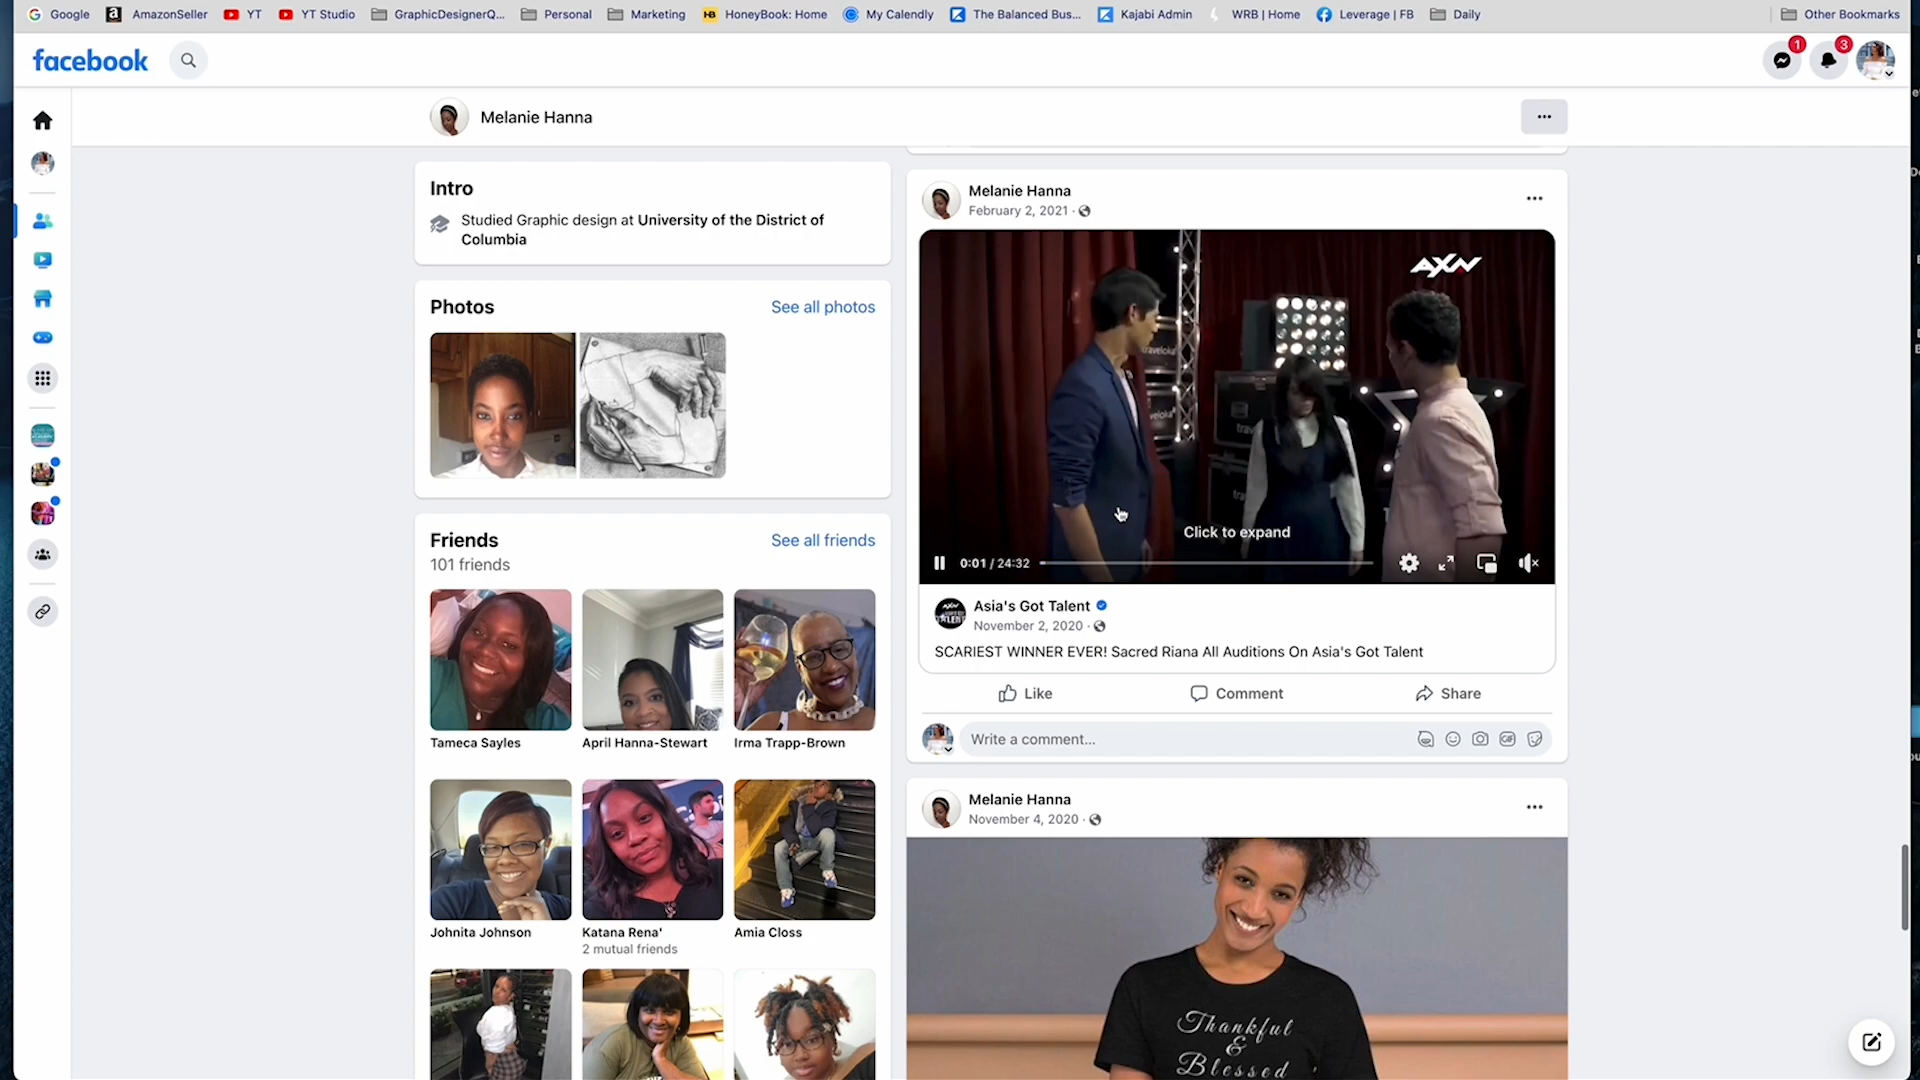 Google
AmazonSeller
YT
YT Studio
GraphicDesignerQ...
Personal
Marketing
HB HoneyBook: Home
My Calendly
The Balanced Bus...
Kajabi Admin
WRB | Home
Leverage | FB
Daily
Other Bookmarks
facebook
1
3
Melanie Hanna
Intro
Studied Graphic design at University of the District of
Columbia
Photos
See all photos
Friends
See all friends
101 friends
Tameca Sayles
April Hanna-Stewart
Irma Trapp-Brown
Johnita Johnson
Katana Rena'
2 mutual friends
Amia Closs
Melanie Hanna
February 2, 2021 ·
AXN
traveloka
Click to expand
0:01 / 24:32
Asia's Got Talent
November 2, 2020 ·
SCARIEST WINNER EVER! Sacred Riana All Auditions On Asia's Got Talent
Like
Comment
Share
Write a comment...
Melanie Hanna
November 4, 2020 ·
Thankful
&
Blessed